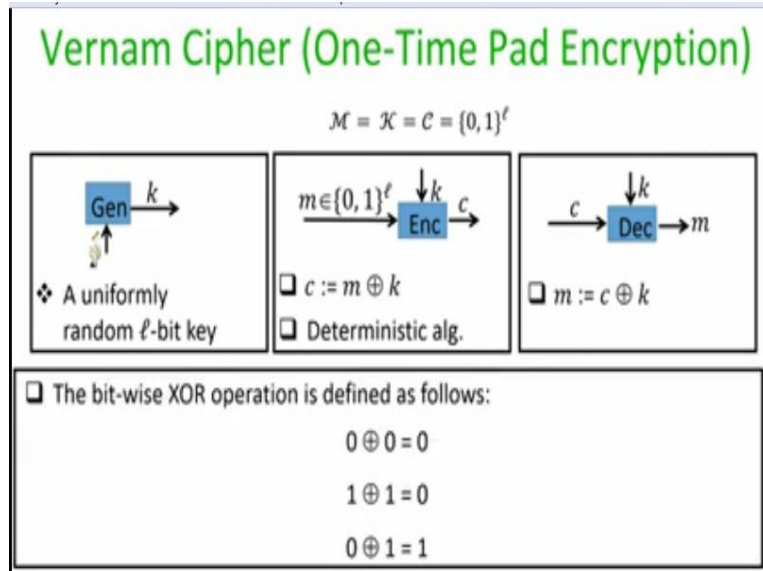 Vernam Cipher (One-Time Pad Encryption)
ℳ = 𝒦 = 𝒞 = {0, 1}^ℓ
Gen
k
❖ A uniformly
random ℓ-bit key
m∈{0, 1}^ℓ
k
Enc
c
❑ c := m ⊕ k
❑ Deterministic alg.
c
k
Dec
m
❑ m := c ⊕ k
❑ The bit-wise XOR operation is defined as follows:
0 ⊕ 0 = 0
1 ⊕ 1 = 0
0 ⊕ 1 = 1